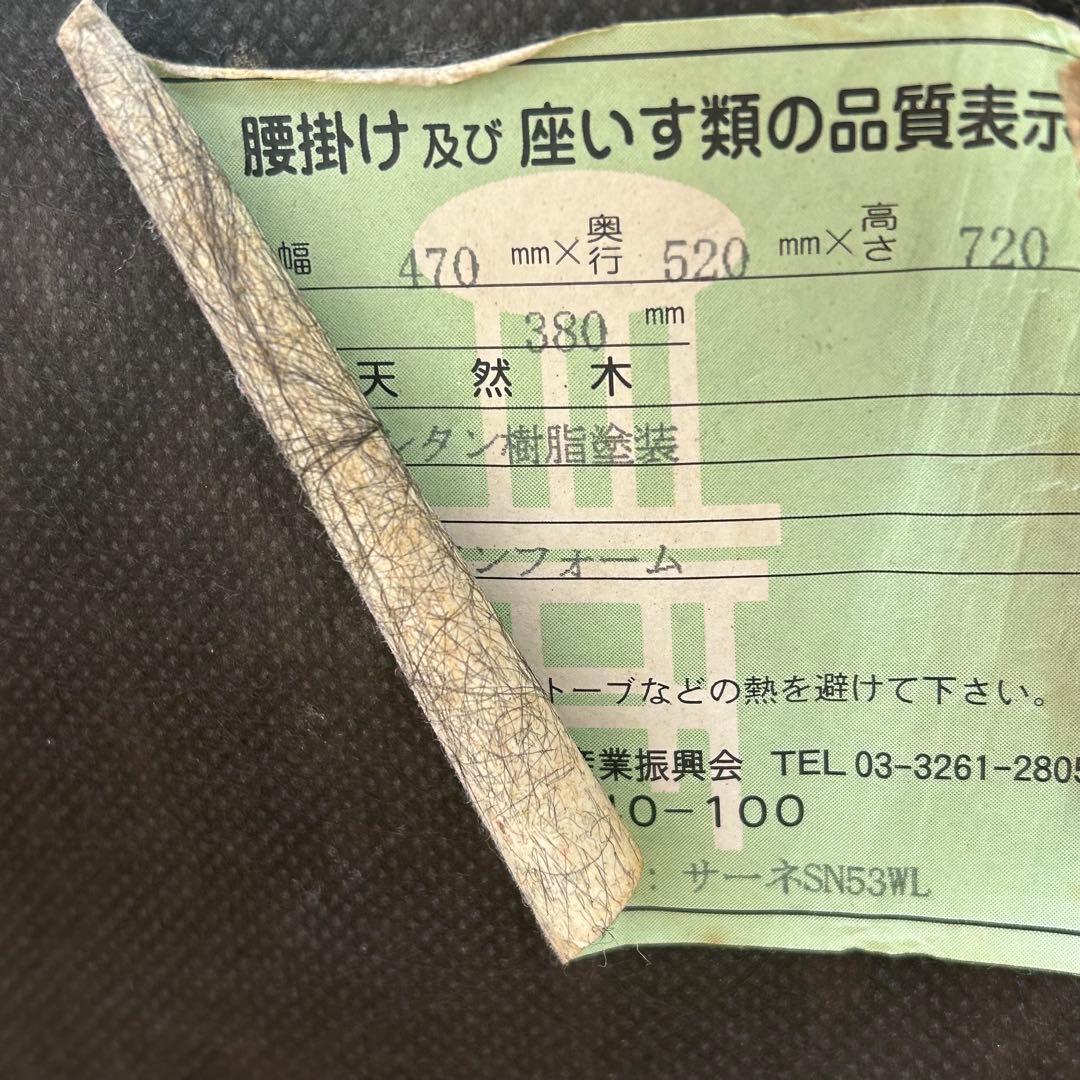 腰掛け及び座いす類の品質表示
幅 470 mm×奥行 520 mm×高さ 720
380 mm
天然木
タン樹脂塗装
ンフォーム
トーブなどの熱を避けて下さい。
産業振興会 TEL 03-3261-2805
10-100
: サーネSN53WL